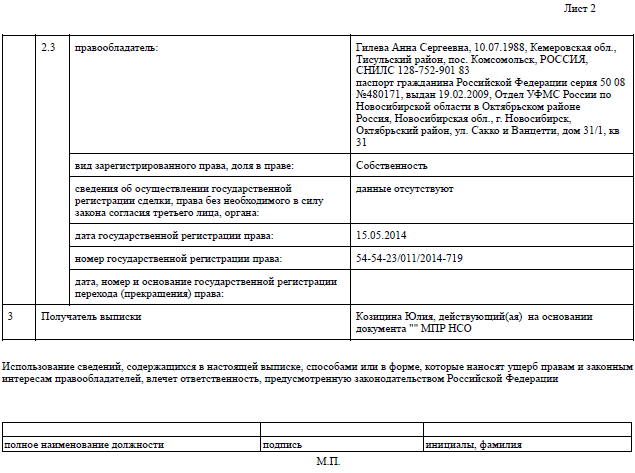 Лист 2
2.3 правообладатель: Гилева Анна Сергеевна, 10.07.1988, Кемеровская обл.,
Тисульский район, пос. Комсомольск, РОССИЯ,
СНИЛС 128-752-901 83
паспорт гражданина Российской Федерации серия 50 08
№480171, выдан 19.02.2009, Отдел УФМС России по
Новосибирской области в Октябрьском районе
Россия, Новосибирская обл., г. Новосибирск,
Октябрьский район, ул. Сакко и Ванцетти, дом 31/1, кв
31
вид зарегистрированного права, доля в праве: Собственность
сведения об осуществлении государственной данные отсутствуют
регистрации сделки, права без необходимого в силу
закона согласия третьего лица, органа:
дата государственной регистрации права: 15.05.2014
номер государственной регистрации права: 54-54-23/011/2014-719
дата, номер и основание государственной регистрации
перехода (прекращения) права:
3 Получатель выписки Козицина Юлия, действующий(ая) на основании
документа "" МПР НСО
Использование сведений, содержащихся в настоящей выписке, способами или в форме, которые наносят ущерб правам и законным
интересам правообладателей, влечет ответственность, предусмотренную законодательством Российской Федерации
полное наименование должности подпись инициалы, фамилия
М.П.